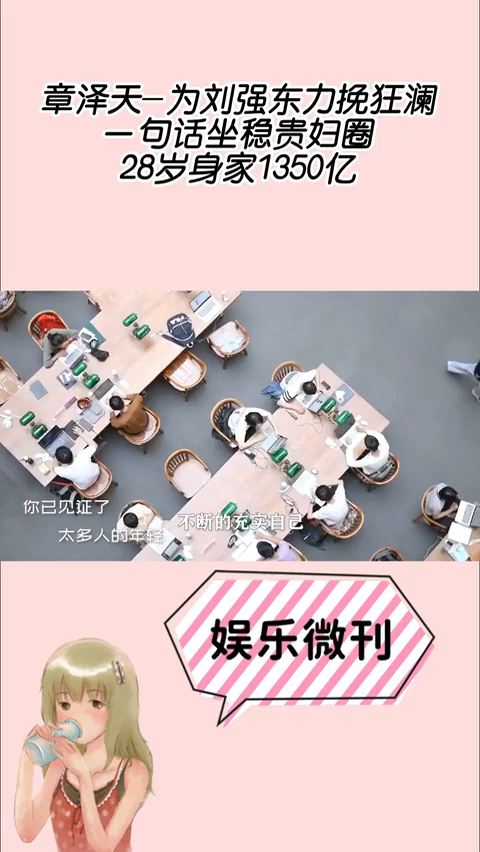 章泽天—为刘强东力挽狂澜
一句话坐稳贵妇圈
28岁身家1350亿
你已见证了
太多人的年轻
不断的充实自己
娱乐微刊